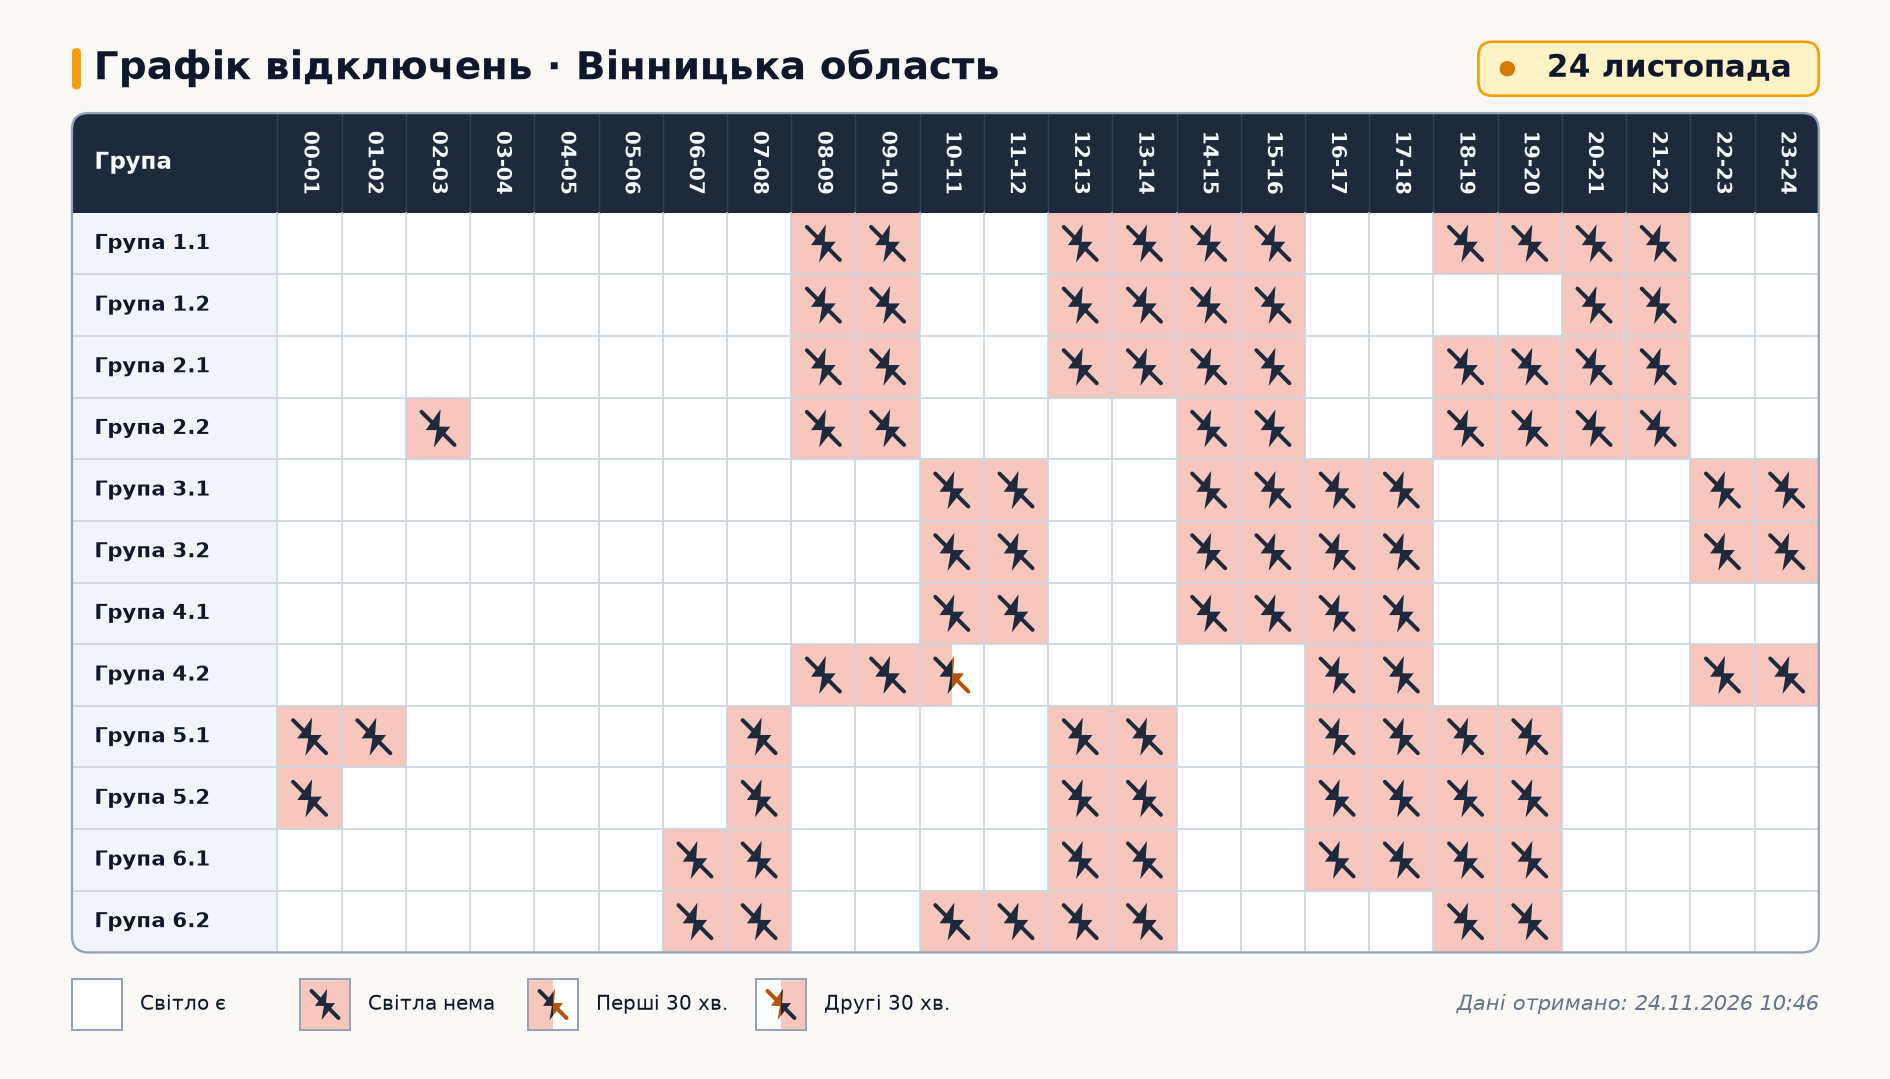 Графік відключень · Вінницька область
24 листопада
Група 00-01 01-02 02-03 03-04 04-05 05-06 06-07 07-08 08-09 09-10 10-11 11-12 12-13 13-14 14-15 15-16 16-17 17-18 18-19 19-20 20-21 21-22 22-23 23-24
Група 1.1
Група 1.2
Група 2.1
Група 2.2
Група 3.1
Група 3.2
Група 4.1
Група 4.2
Група 5.1
Група 5.2
Група 6.1
Група 6.2
Світло є Світла нема Перші 30 хв. Другі 30 хв.
Дані отримано: 24.11.2026 10:46